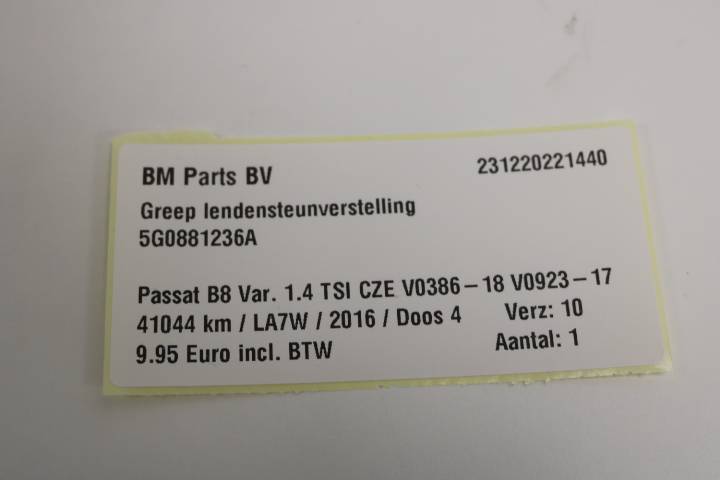 BM Parts BV 231220221440
Greep lendensteunverstelling
5G0881236A
Passat B8 Var. 1.4 TSI CZE V0386-18 V0923-17
41044 km / LA7W / 2016 / Doos 4 Verz: 10
9.95 Euro incl. BTW Aantal: 1